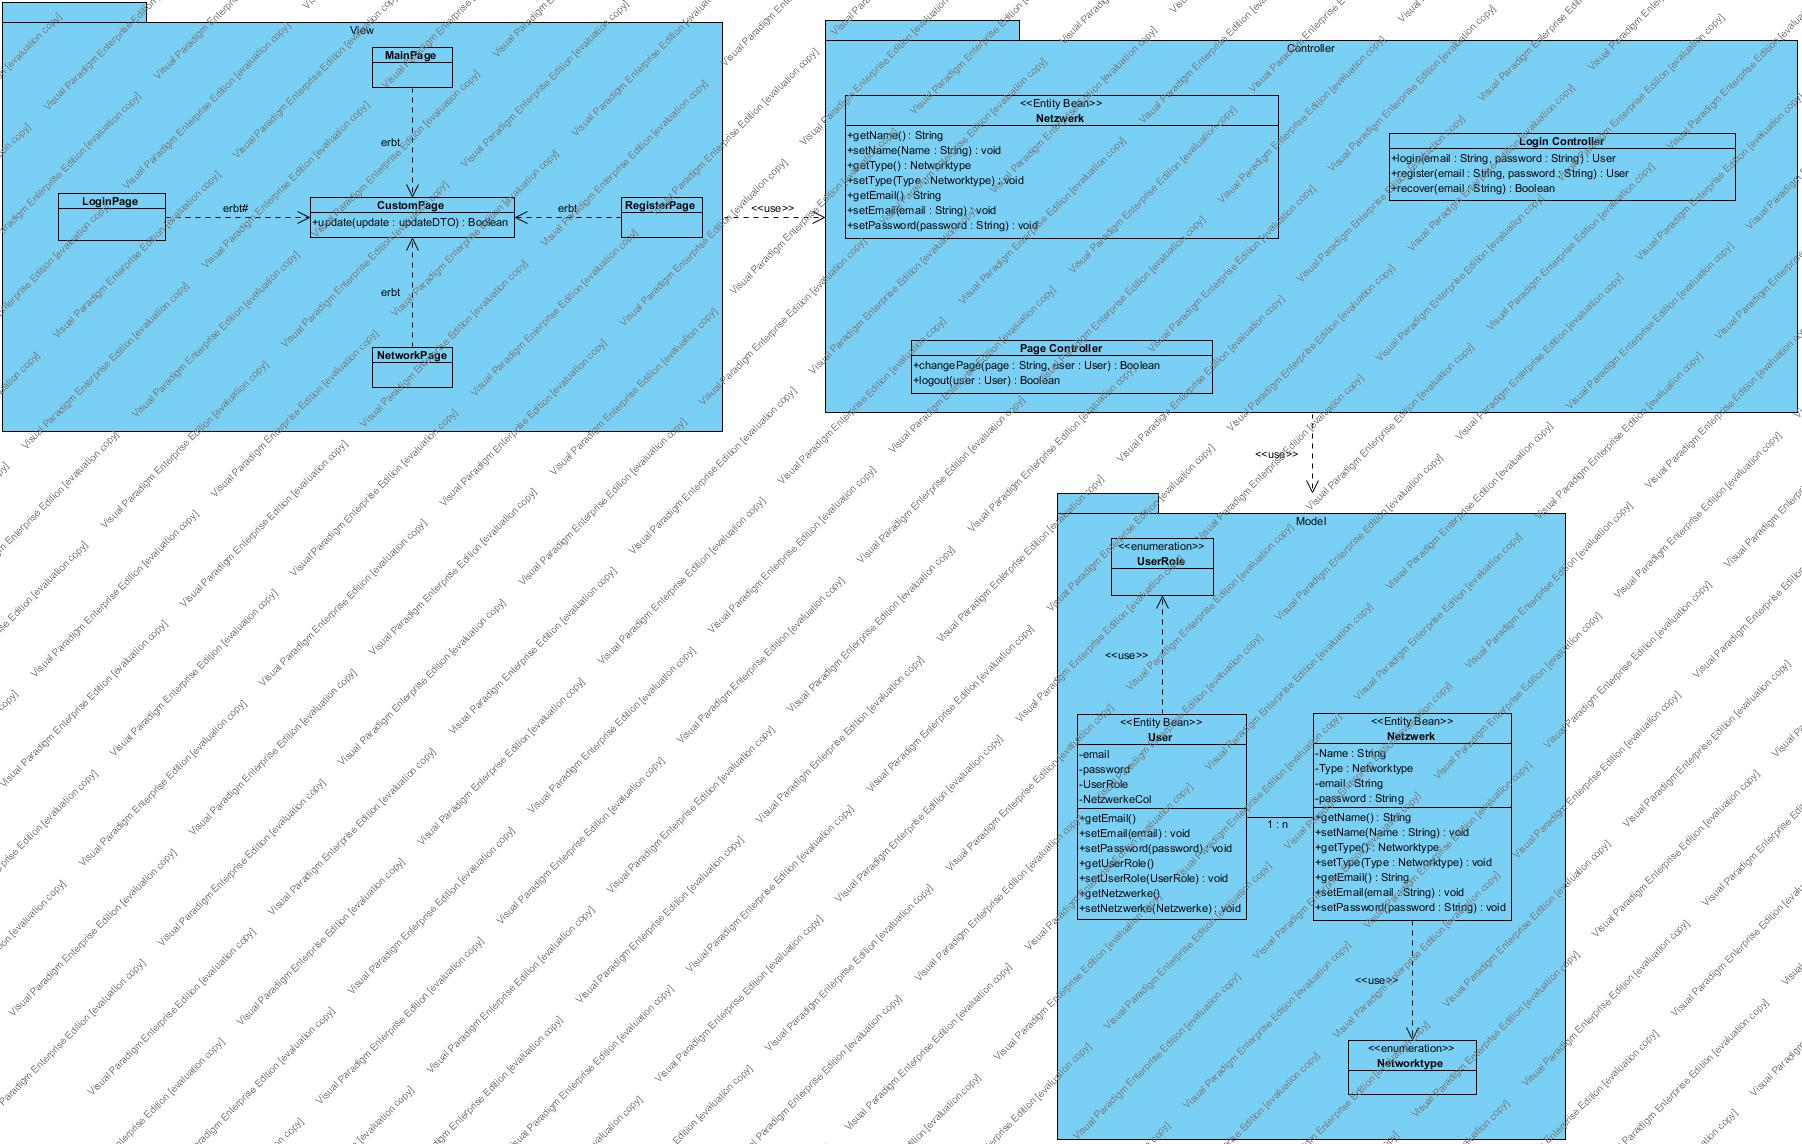 View
MainPage
erbt
LoginPage
erbt#
CustomPage
+update(update : updateDTO) : Boolean
erbt
RegisterPage
erbt
NetworkPage
<<use>>
Controller
<<Entity Bean>>
Netzwerk
+getName() : String
+setName(Name : String) : void
+getType() : Networktype
+setType(Type : Networktype) : void
+getEmail() : String
+setEmail(email : String) : void
+setPassword(password : String) : void
Login Controller
+login(email : String, password : String) : User
+register(email : String, password : String) : User
+recover(email : String) : Boolean
Page Controller
+changePage(page : String, user : User) : Boolean
+logout(user : User) : Boolean
<<use>>
Model
<<enumeration>>
UserRole
<<use>>
<<Entity Bean>>
User
-email
-password
-UserRole
-NetzwerkeCol
+getEmail()
+setEmail(email) : void
+setPassword(password) : void
+getUserRole()
+setUserRole(UserRole) : void
+getNetzwerke()
+setNetzwerke(Netzwerke) : void
1 : n
<<Entity Bean>>
Netzwerk
-Name : String
-Type : Networktype
-email : String
-password : String
+getName() : String
+setName(Name : String) : void
+getType() : Networktype
+setType(Type : Networktype) : void
+getEmail() : String
+setEmail(email : String) : void
+setPassword(password : String) : void
<<use>>
<<enumeration>>
Networktype
Visual Paradigm Enterprise Edition [evaluation copy]